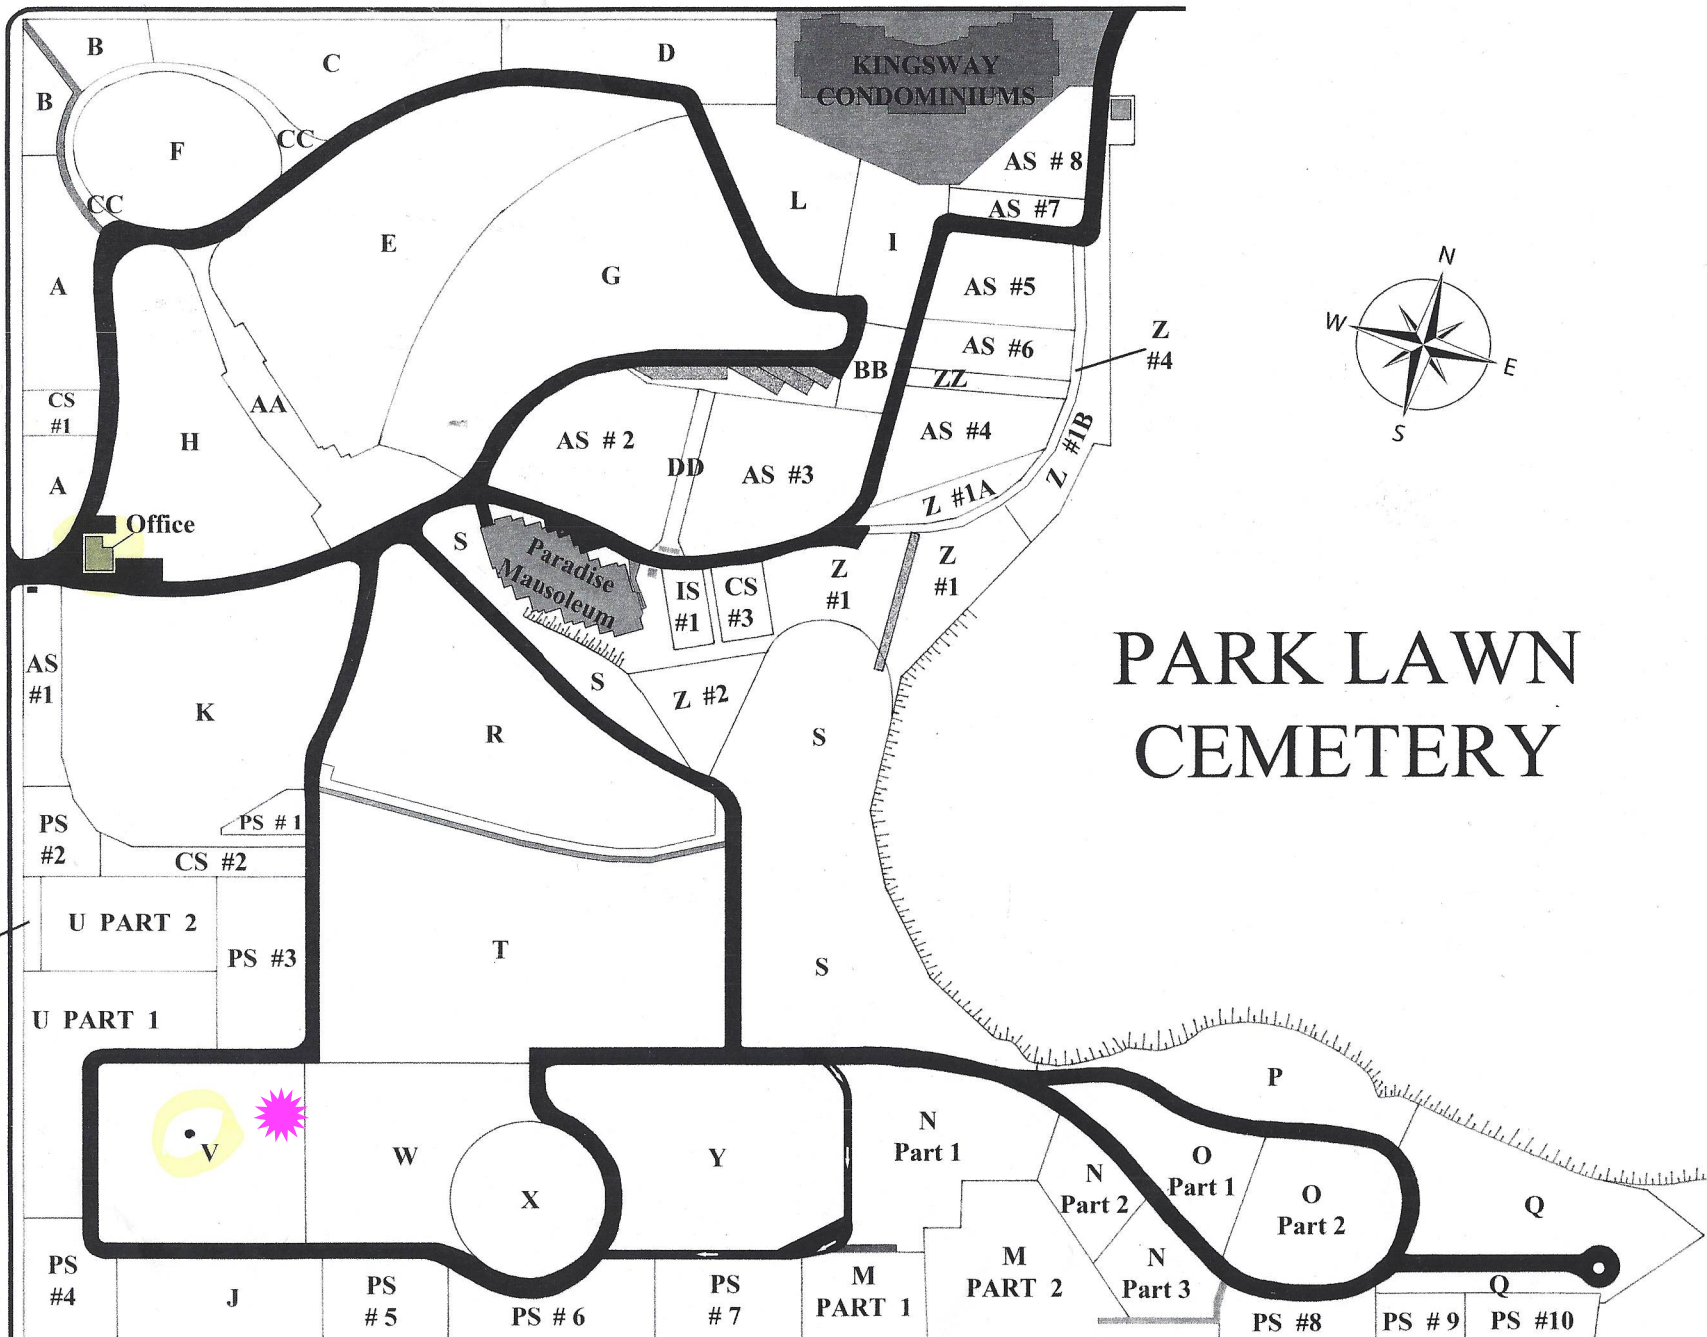 B
C
D
KINGSWAY
CONDOMINIUMS
B
F
CC
AS # 8
CC
L
AS #7
E
I
A
G
AS #5
N
W
E
S
Z
#4
AS #6
BB
ZZ
CS
#1
AA
H
AS # 2
AS #4
Z #1B
DD
AS #3
A
Z #1A
Office
S
Paradise
Mausoleum
IS
#1
CS
#3
Z
#1
Z
#1
PARK LAWN
CEMETERY
AS
#1
S
Z #2
K
R
S
PS
#2
PS # 1
CS #2
U PART 2
PS #3
T
S
U PART 1
P
V
W
Y
X
N
Part 1
N
Part 2
O
Part 1
O
Part 2
Q
PS
#4
J
PS
# 5
PS # 6
PS
# 7
M
PART 1
M
PART 2
N
Part 3
Q
PS #8
PS # 9
PS #10